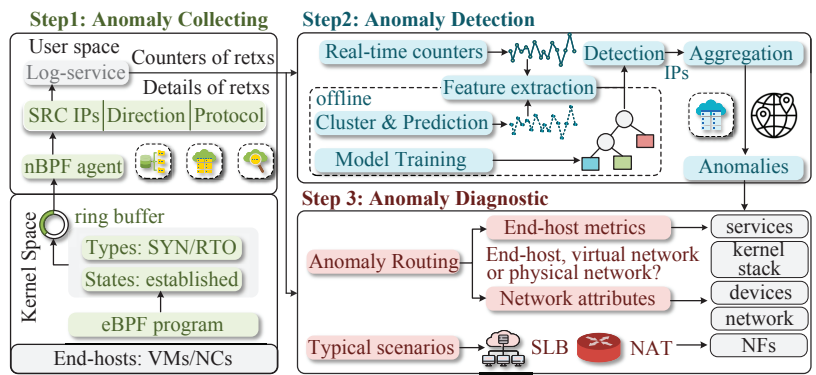 Step1: Anomaly Collecting
User space
Log-service
Counters of retxs
Details of retxs
SRC IPs Direction Protocol
nBPF agent
Kernel Space
ring buffer
Types: SYN/RTO
States: established
eBPF program
End-hosts: VMs/NCs
Step2: Anomaly Detection
Real-time counters
Detection
Aggregation
IPs
Feature extraction
offline
Cluster & Prediction
Model Training
Anomalies
Step 3: Anomaly Diagnostic
End-host metrics
services
Anomaly Routing
End-host, virtual network
or physical network?
kernel
stack
Network attributes
devices
network
Typical scenarios
SLB
NAT
NFs